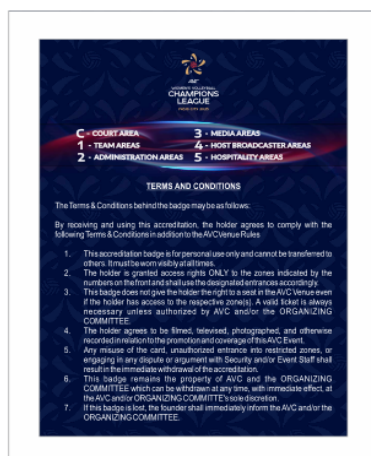 AVC
WOMEN'S VOLLEYBALL
CHAMPIONS
LEAGUE
C - COURT AREA 3 - MEDIA AREAS
1 - TEAM AREAS 4 - HOST BROADCASTER AREAS
2 - ADMINISTRATION AREAS 5 - HOSPITALITY AREAS
TERMS AND CONDITIONS
The Terms & Conditions behind the badge may be as follows:
By receiving and using this accreditation, the holder agrees to comply with the
following Terms & Conditions in addition to the AVC Venue Rules
1. This accreditation badge is for personal use only and cannot be transferred to
others. It must be worn visibly at all times.
2. The holder is granted access rights ONLY to the zones indicated by the
numbers on the front and shall use the designated entrances accordingly.
3. This badge does not give the holder the right to a seat in the AVC Venue even
if the holder has access to the respective zone(s). A valid ticket is always
necessary unless authorized by AVC and/or the ORGANIZING
COMMITTEE.
4. The holder agrees to be filmed, televised, photographed, and otherwise
recorded in relation to the promotion and coverage of this AVC Event.
5. Any misuse of the card, unauthorized entrance into restricted zones, or
engaging in any dispute or argument with Security and/or Event Staff shall
result in the immediate withdrawal of the accreditation.
6. This badge remains the property of AVC and the ORGANIZING
COMMITTEE which can be withdrawn at any time, with immediate effect, at
the AVC and/or ORGANIZING COMMITTE's sole discretion.
7. If this badge is lost, the founder shall immediately inform the AVC and/or the
ORGANIZING COMMITTEE.